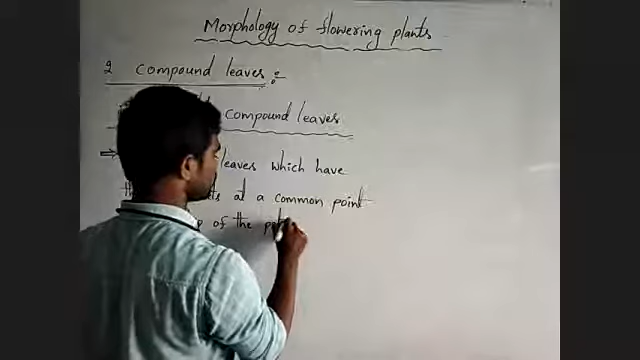 Morphology of flowering plants
2 Compound leaves :-
compound leaves
leaves which have
at a common point
of the